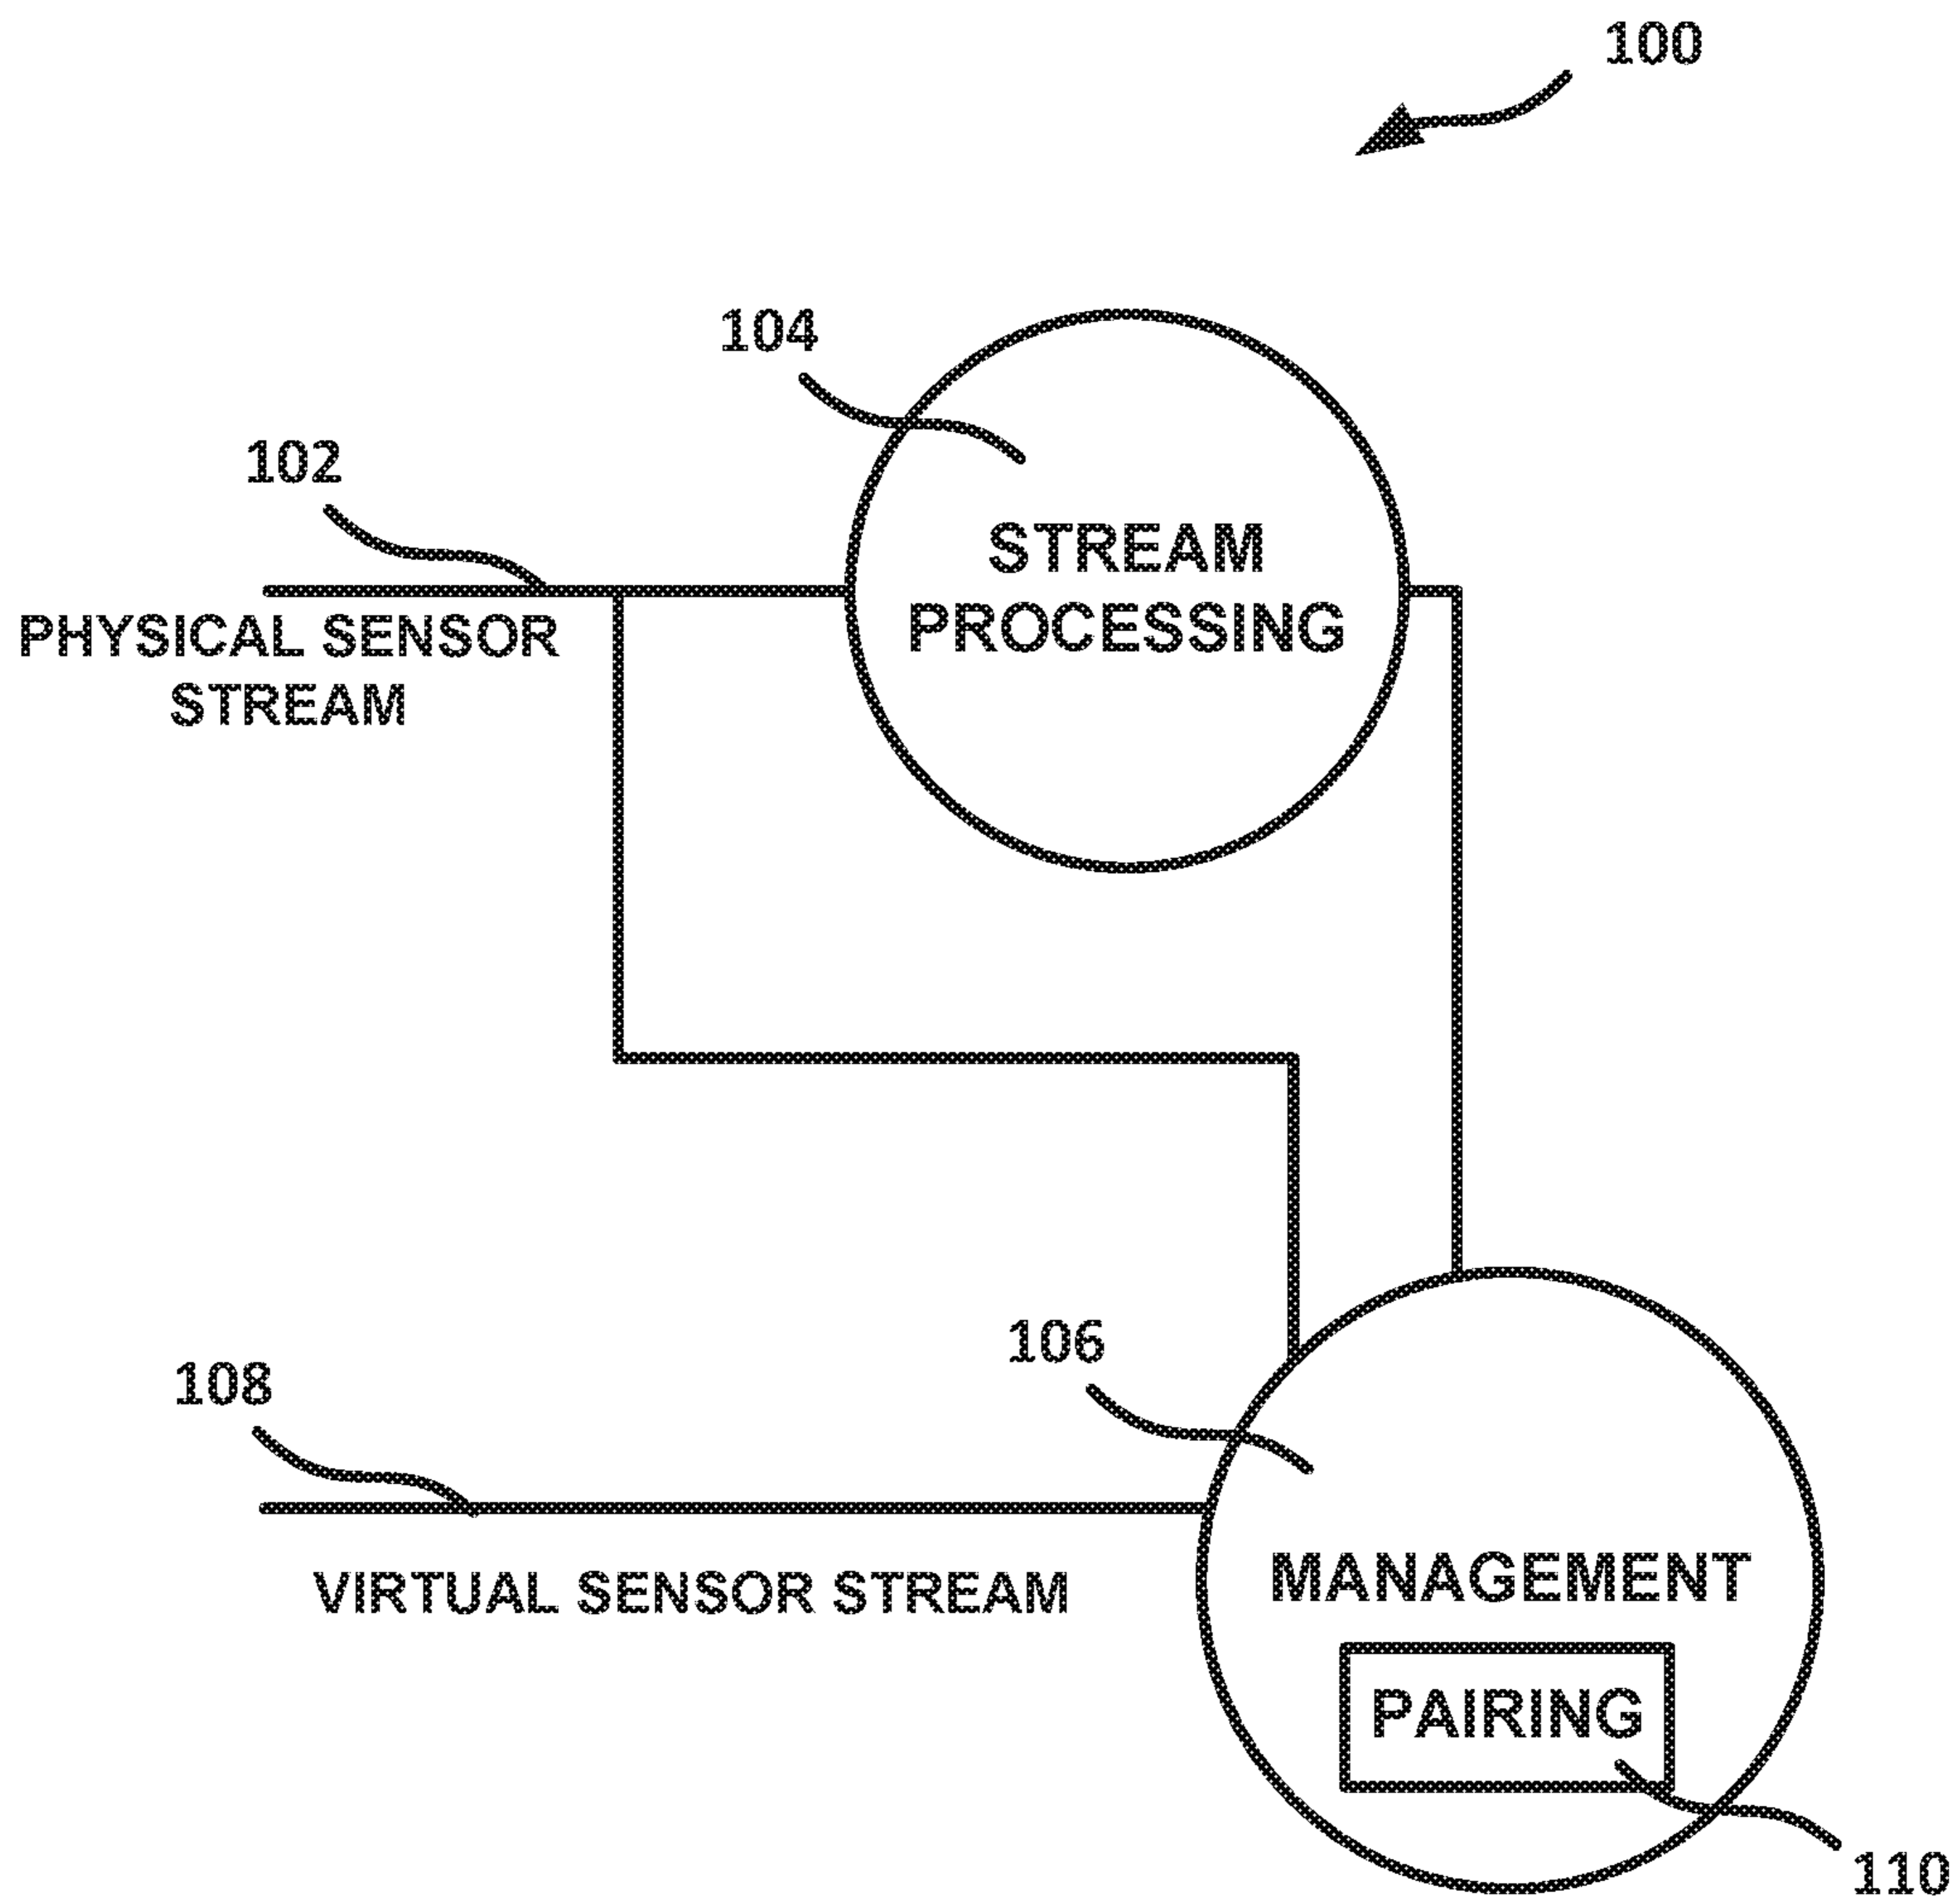 100
104
102
STREAM
PROCESSING
PHYSICAL SENSOR
STREAM
106
108
MANAGEMENT
VIRTUAL SENSOR STREAM
PAIRING
110